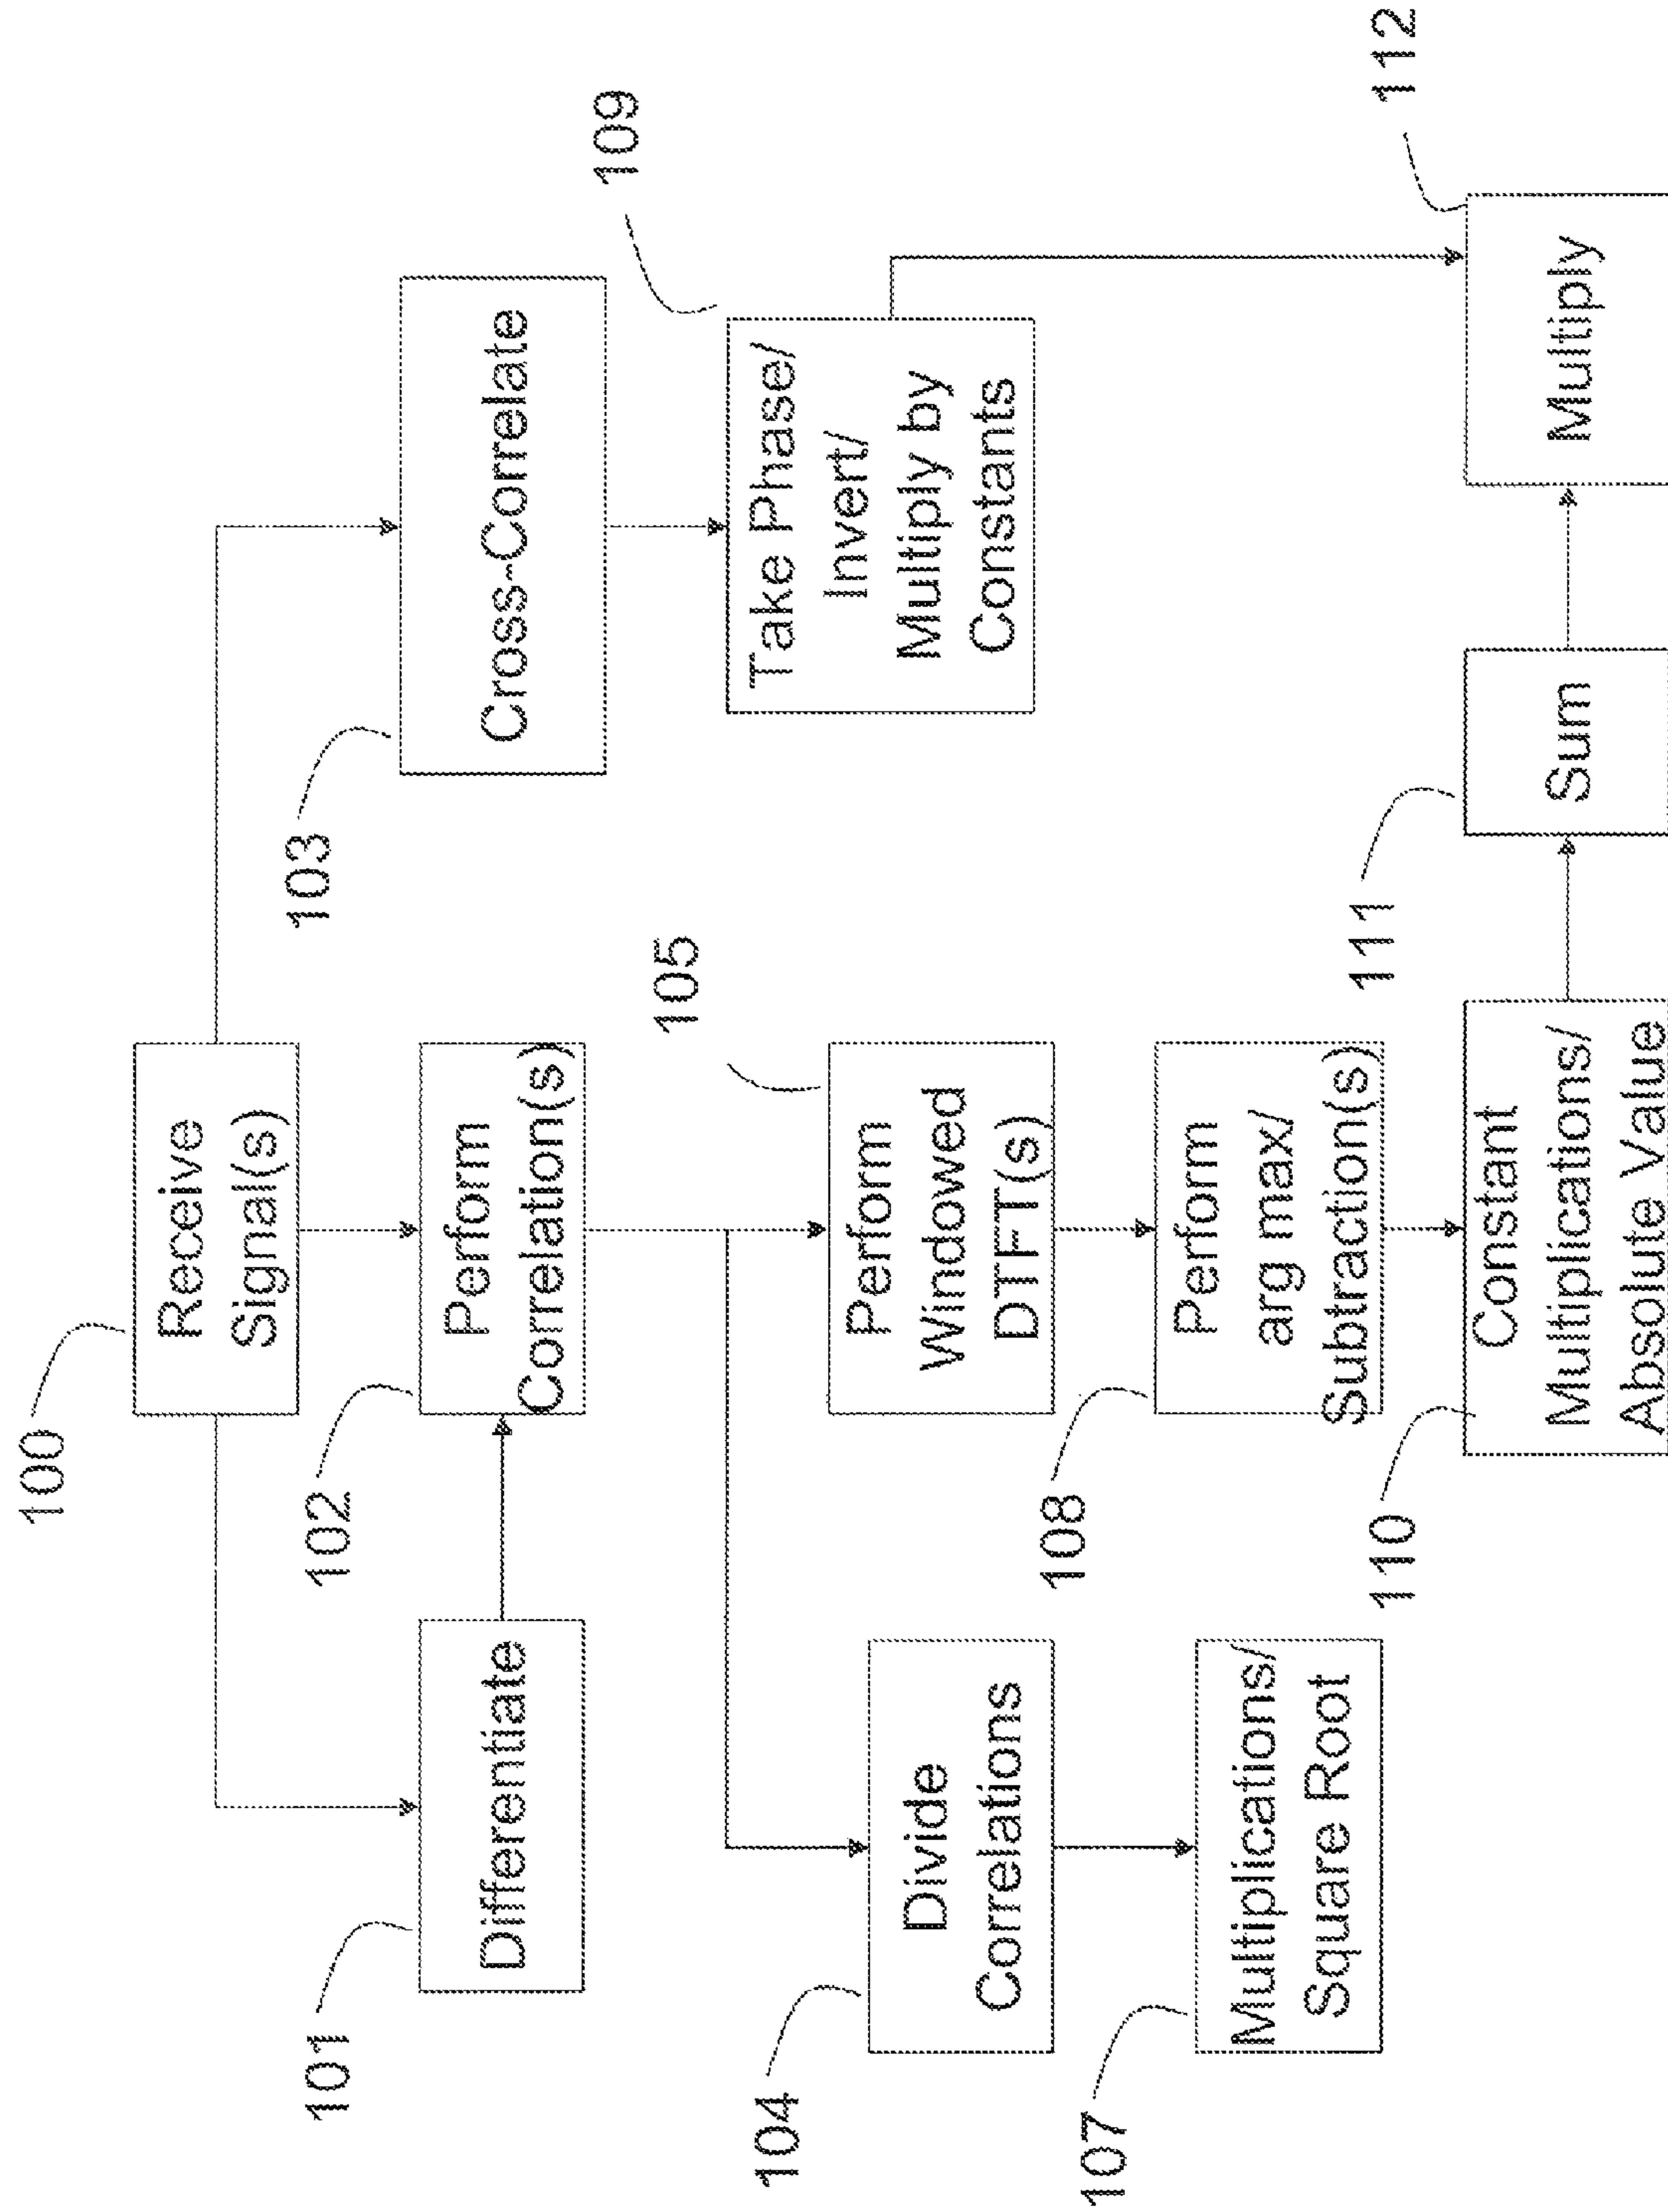 100
Receive
Signal(s)
101
Differentiate
102
Perform
Correlation(s)
103
Cross-Correlate
104
Divide
Correlations
105
Perform
Windowed
DTFT(s)
109
Take Phase/
Invert/
Multiply by
Constants
107
Multiplications/
Square Root
108
Perform
arg max/
Subtraction(s)
110
Constant
Multiplications/
Absolute Value
111
Sum
112
Multiply